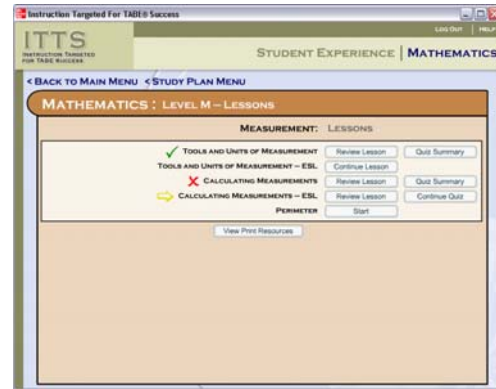 Instruction Targeted For TABE® Success
LOG OUT | HELP
ITTS
INSTRUCTION TARGETED
FOR TABE SUCCESS
STUDENT EXPERIENCE | MATHEMATICS
< BACK TO MAIN MENU < STUDY PLAN MENU
MATHEMATICS : LEVEL M – LESSONS
MEASUREMENT: LESSONS
TOOLS AND UNITS OF MEASUREMENT Review Lesson Quiz Summary
TOOLS AND UNITS OF MEASUREMENT – ESL Continue Lesson
CALCULATING MEASUREMENTS Review Lesson Quiz Summary
CALCULATING MEASUREMENTS – ESL Review Lesson Continue Quiz
PERIMETER Start
View Print Resources